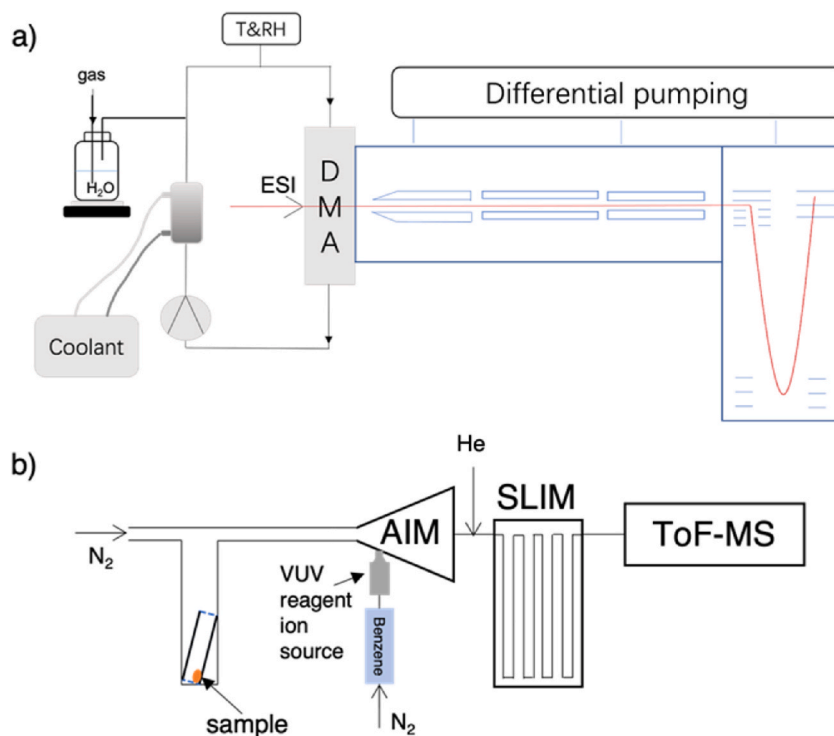 a)
T&RH
gas
H₂O
Coolant
ESI
D
M
A
Differential pumping
b)
N₂
sample
VUV
reagent
ion
source
Benzene
N₂
AIM
He
SLIM
ToF-MS